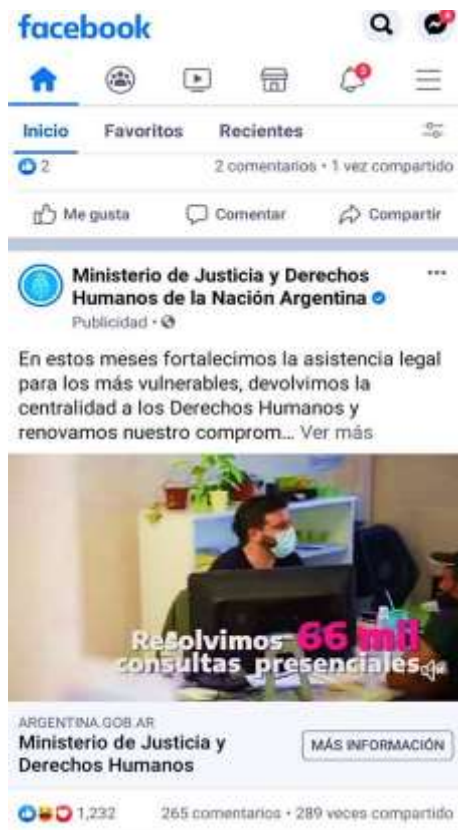 facebook
Inicio Favoritos Recientes
2 2 comentarios • 1 vez compartido
Me gusta Comentar Compartir
Ministerio de Justicia y Derechos
Humanos de la Nación Argentina
Publicidad •
En estos meses fortalecimos la asistencia legal
para los más vulnerables, devolvimos la
centralidad a los Derechos Humanos y
renovamos nuestro comprom... Ver más
Resolvimos 66 mil
consultas presenciales
ARGENTINA.GOB.AR
Ministerio de Justicia y
Derechos Humanos
MÁS INFORMACIÓN
1,232 265 comentarios • 289 veces compartido